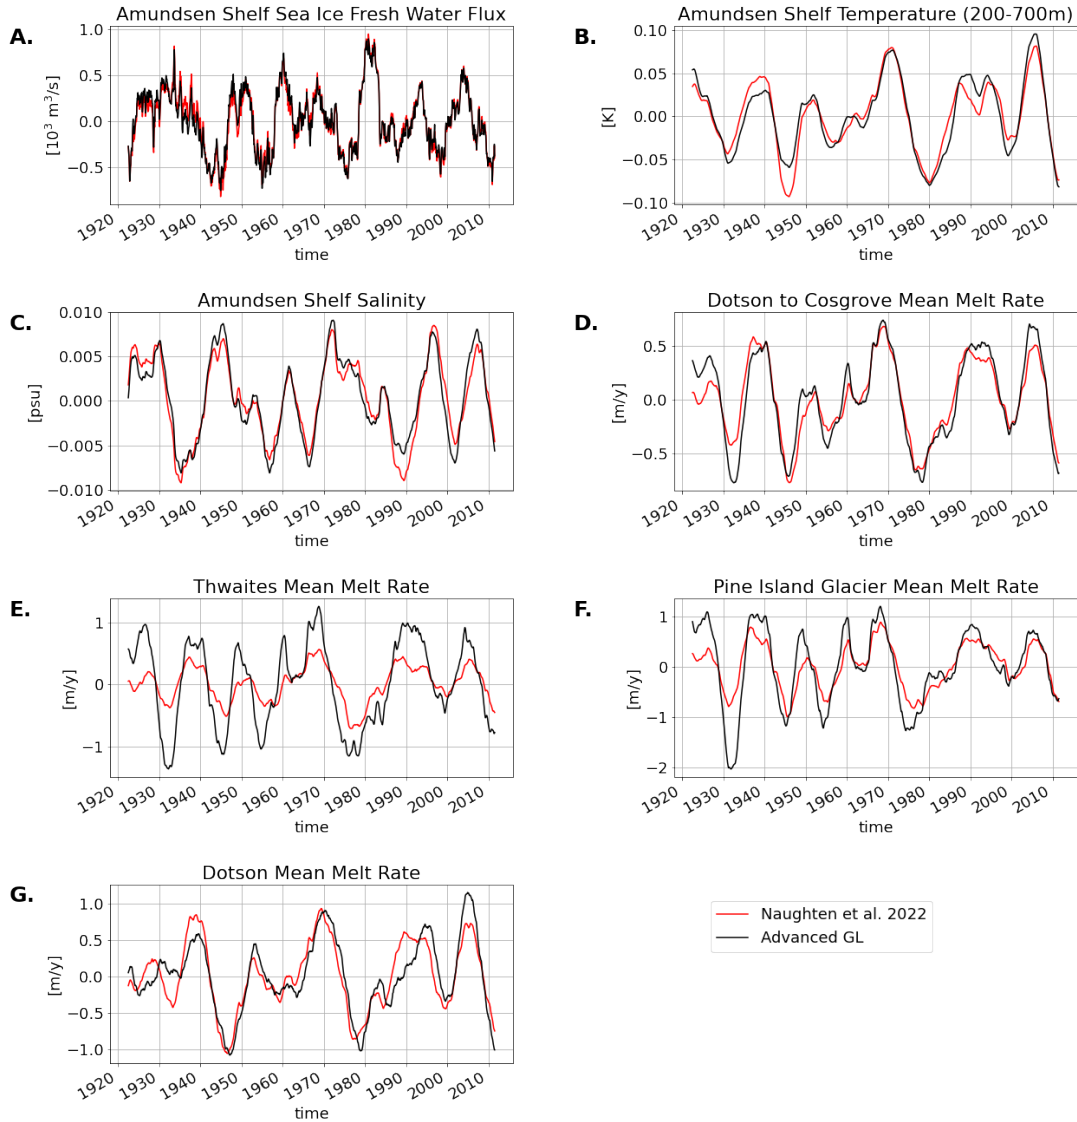 A.
Amundsen Shelf Sea Ice Fresh Water Flux
[10³ m³/s]
1.0
0.5
0.0
−0.5
1920 1930 1940 1950 1960 1970 1980 1990 2000 2010
time
B.
Amundsen Shelf Temperature (200-700m)
[K]
0.10
0.05
0.00
−0.05
−0.10
1920 1930 1940 1950 1960 1970 1980 1990 2000 2010
time
C.
Amundsen Shelf Salinity
[psu]
0.010
0.005
0.000
−0.005
−0.010
1920 1930 1940 1950 1960 1970 1980 1990 2000 2010
time
D.
Dotson to Cosgrove Mean Melt Rate
[m/y]
0.5
0.0
−0.5
1920 1930 1940 1950 1960 1970 1980 1990 2000 2010
time
E.
Thwaites Mean Melt Rate
[m/y]
1
0
−1
1920 1930 1940 1950 1960 1970 1980 1990 2000 2010
time
F.
Pine Island Glacier Mean Melt Rate
[m/y]
1
0
−1
−2
1920 1930 1940 1950 1960 1970 1980 1990 2000 2010
time
G.
Dotson Mean Melt Rate
[m/y]
1.0
0.5
0.0
−0.5
−1.0
1920 1930 1940 1950 1960 1970 1980 1990 2000 2010
time
Naughten et al. 2022
Advanced GL